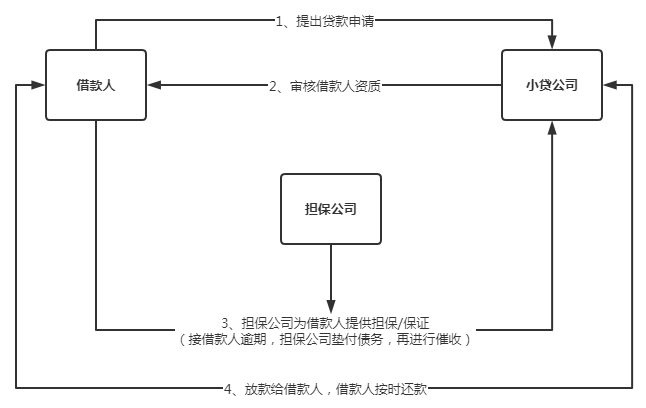 1、提出贷款申请
借款人
小贷公司
2、审核借款人资质
担保公司
3、担保公司为借款人提供担保/保证
（接借款人逾期，担保公司垫付债务，再进行催收）
4、放款给借款人，借款人按时还款